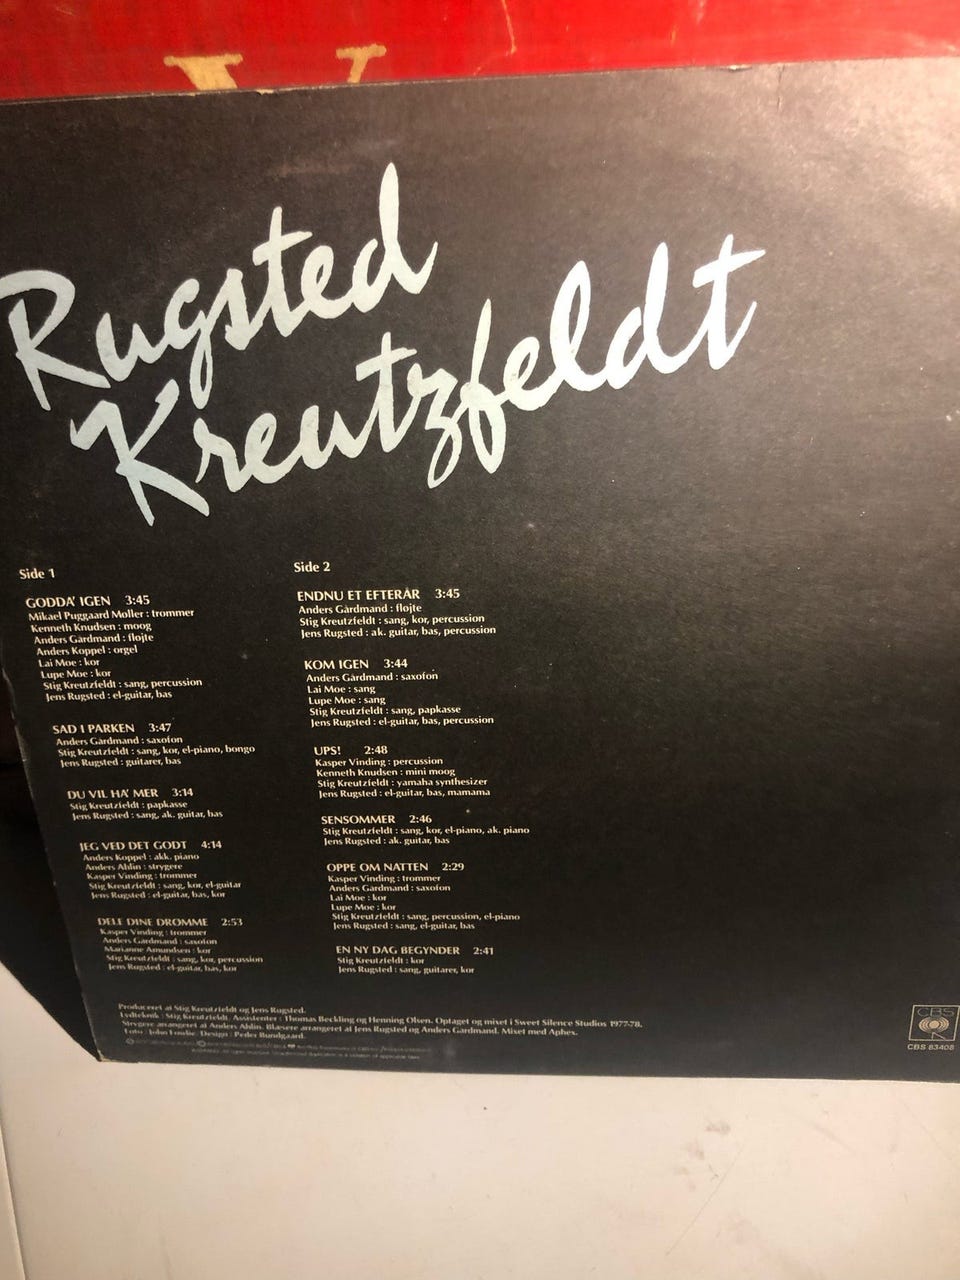 Rugsted
Kreutzfeldt
Side 1
GODDA' IGEN 3:45
Mikael Puggaard Møller : trommer
Kenneth Knudsen : moog
Anders Gårdmand : fløjte
Anders Koppel : orgel
Lai Moe : kor
Lupe Moe : kor
Stig Kreutzfeldt : sang, percussion
Jens Rugsted : el-guitar, bas
SAD I PARKEN 3:47
Anders Gårdmand : saxofon
Stig Kreutzfeldt : sang, kor, el-piano, bongo
Jens Rugsted : guitarer, bas
DU VIL HA' MER 3:14
Stig Kreutzfeldt : papkasse
Jens Rugsted : sang, ak. guitar, bas
JEG VED DET GODT 4:14
Anders Koppel : akk. piano
Anders Ahlin : strygere
Kasper Vinding : trommer
Stig Kreutzfeldt : sang, kor, el-guitar
Jens Rugsted : el-guitar, bas, kor
DELE DINE DRØMME 2:53
Kasper Vinding : trommer
Anders Gårdmand : saxofon
Marianne Amundsen : kor
Stig Kreutzfeldt : sang, kor, percussion
Jens Rugsted : el-guitar, bas, kor
Side 2
ENDNU ET EFTERÅR 3:45
Anders Gårdmand : fløjte
Stig Kreutzfeldt : sang, kor, percussion
Jens Rugsted : ak. guitar, bas, percussion
KOM IGEN 3:44
Anders Gårdmand : saxofon
Lai Moe : sang
Lupe Moe : sang
Stig Kreutzfeldt : sang, papkasse
Jens Rugsted : el-guitar, bas, percussion
UPS! 2:48
Kasper Vinding : percussion
Kenneth Knudsen : mini moog
Stig Kreutzfeldt : yamaha synthesizer
Jens Rugsted : el-guitar, bas, mamama
SENSOMMER 2:46
Stig Kreutzfeldt : sang, kor, el-piano, ak. piano
Jens Rugsted : ak. guitar, bas
OPPE OM NATTEN 2:29
Kasper Vinding : trommer
Anders Gårdmand : saxofon
Lai Moe : kor
Lupe Moe : kor
Stig Kreutzfeldt : sang, percussion, el-piano
Jens Rugsted : sang, el-guitar, bas
EN NY DAG BEGYNDER 2:41
Stig Kreutzfeldt : kor
Jens Rugsted : sang, guitarer, kor
Produceret af Stig Kreutzfeldt og Jens Rugsted.
Lydteknik : Stig Kreutzfeldt. Assistenter : Thomas Beckling og Henning Olsen. Optaget og mixet i Sweet Silence Studios 1977-78.
Strygere arrangeret af Anders Ahlin. Blæsere arrangeret af Jens Rugsted og Anders Gårdmand. Mixet med Aphex.
Foto : John Fowlie. Design : Peder Bundgaard.
CBS
CBS 83408